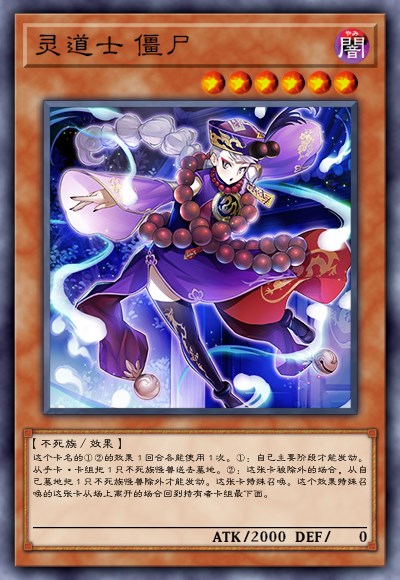 灵道士 僵尸
やみ
闇
【不死族／效果】
这个卡名的①②的效果1回合各能使用1次。①：自己主要阶段才能发动。
从手卡·卡组把1只不死族怪兽送去墓地。②：这张卡被除外的场合，从自
己墓地把1只不死族怪兽除外才能发动。这张卡特殊召唤。这个效果特殊召
唤的这张卡从场上离开的场合回到持有者卡组最下面。
ATK/2000 DEF/ 0